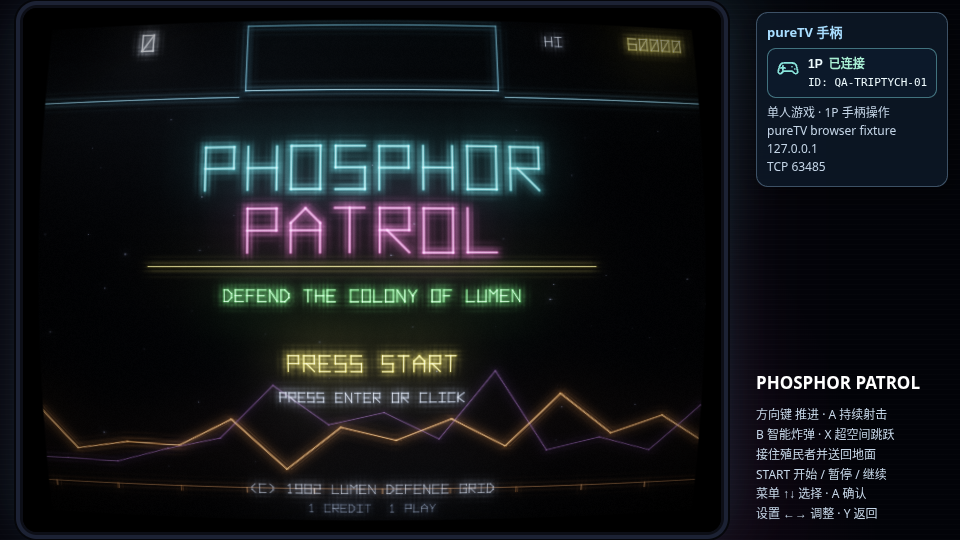 0
HI
60000
PHOSPHOR
PATROL
DEFEND THE COLONY OF LUMEN
PRESS START
PRESS ENTER OR CLICK
(C) 1982 LUMEN DEFENCE GRID
1 CREDIT 1 PLAY
pureTV 手柄
1P 已连接
ID: QA-TRIPTYCH-01
单人游戏 · 1P 手柄操作
pureTV browser fixture
127.0.0.1
TCP 63485
PHOSPHOR PATROL
方向键 推进 · A 持续射击
B 智能炸弹 · X 超空间跳跃
接住殖民者并送回地面
START 开始 / 暂停 / 继续
菜单 ↑↓ 选择 · A 确认
设置 ←→ 调整 · Y 返回